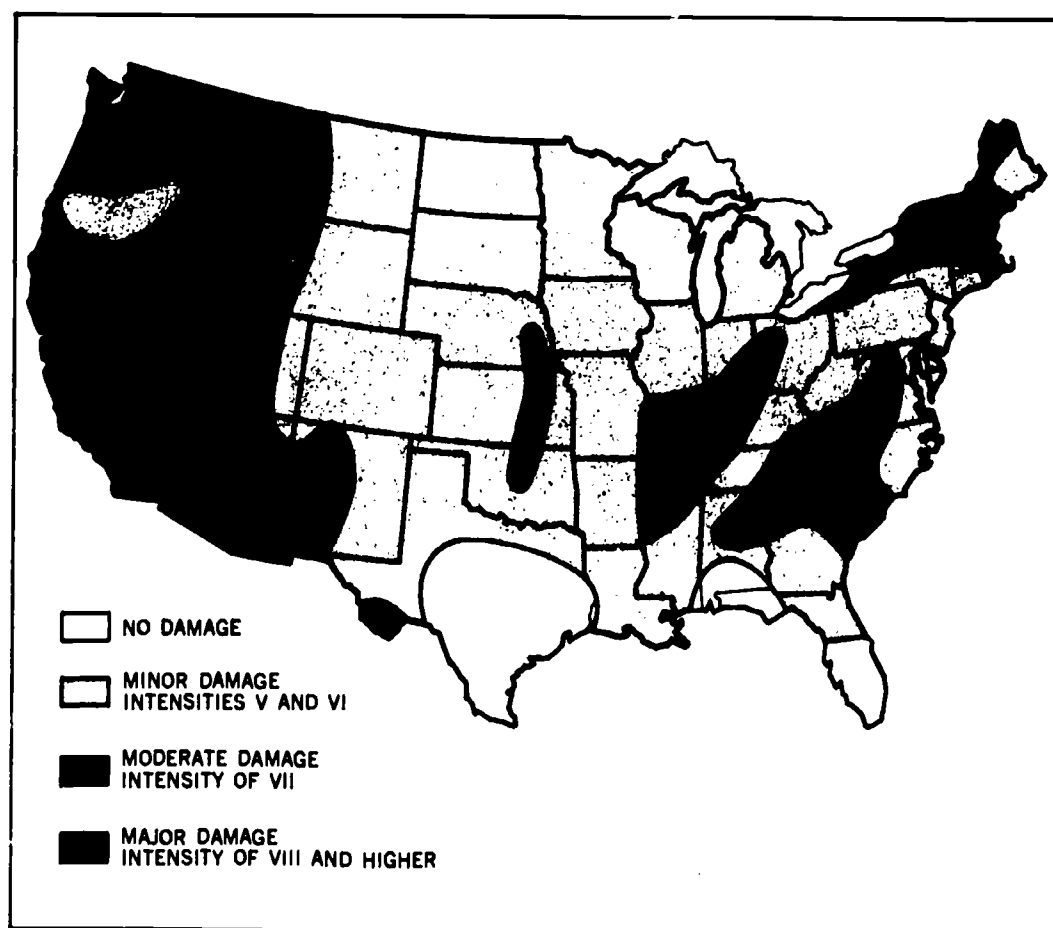 NO DAMAGE
MINOR DAMAGE
INTENSITIES V AND VI
MODERATE DAMAGE
INTENSITY OF VII
MAJOR DAMAGE
INTENSITY OF VIII AND HIGHER